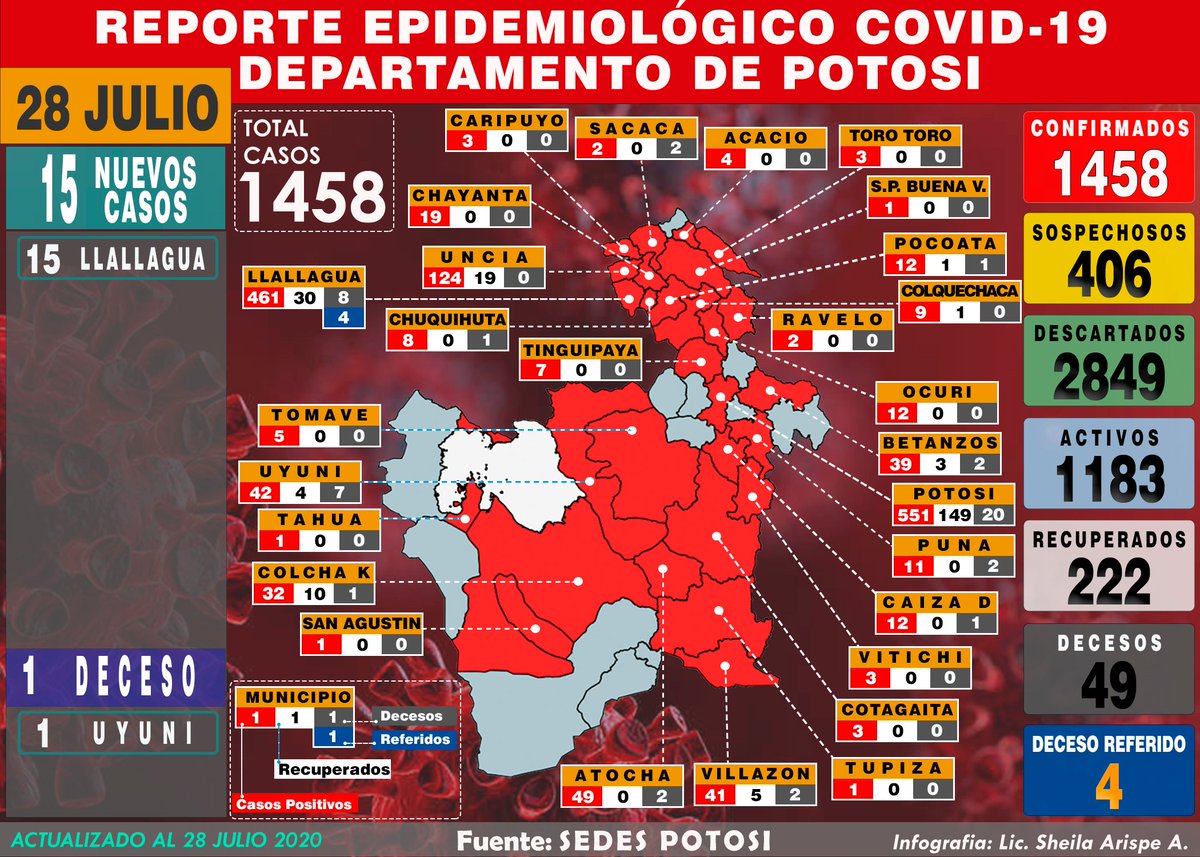 REPORTE EPIDEMIOLÓGICO COVID-19
DEPARTAMENTO DE POTOSI
28 JULIO
15 NUEVOS CASOS
15 LLALLAGUA
1 DECESO
1 UYUNI
TOTAL
CASOS
1458
CARIPUYO
3 0 0
SACACA
2 0 2
ACACIO
4 0 0
TORO TORO
3 0 0
CHAYANTA
19 0 0
S.P. BUENA V.
1 0 0
UNCIA
124 19 0
POCOATA
12 1 1
LLALLAGUA
461 30 8
4
COLQUECHACA
9 1 0
CHUQUIHUTA
8 0 1
RAVELO
2 0 0
TINGUIPAYA
7 0 0
OCURI
12 0 0
TOMAVE
5 0 0
BETANZOS
39 3 2
UYUNI
42 4 7
POTOSI
551 149 20
TAHUA
1 0 0
PUNA
11 0 2
COLCHA K
32 10 1
CAIZA D
12 0 1
SAN AGUSTIN
1 0 0
VITICHI
3 0 0
COTAGAITA
3 0 0
TUPIZA
1 0 0
ATOCHA
49 0 2
VILLAZON
41 5 2
MUNICIPIO
1 1 1 Decesos
1 Referidos
Recuperados
Casos Positivos
CONFIRMADOS
1458
SOSPECHOSOS
406
DESCARTADOS
2849
ACTIVOS
1183
RECUPERADOS
222
DECESOS
49
DECESO REFERIDO
4
ACTUALIZADO AL 28 JULIO 2020
Fuente: SEDES POTOSI
Infografia: Lic. Sheila Arispe A.